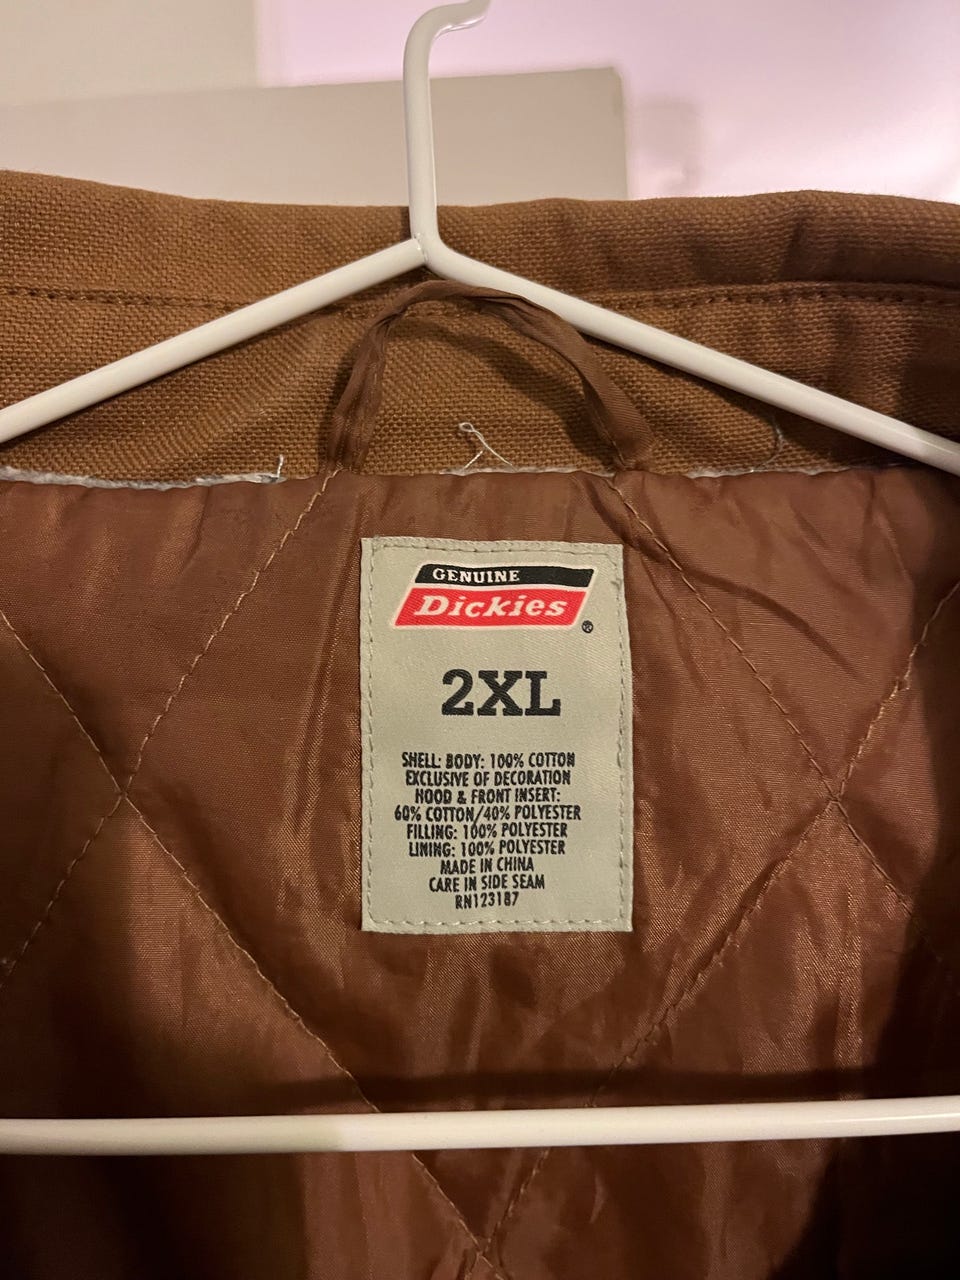 GENUINE
Dickies®
2XL
SHELL: BODY: 100% COTTON
EXCLUSIVE OF DECORATION
HOOD & FRONT INSERT:
60% COTTON/40% POLYESTER
FILLING: 100% POLYESTER
LINING: 100% POLYESTER
MADE IN CHINA
CARE IN SIDE SEAM
RN123187